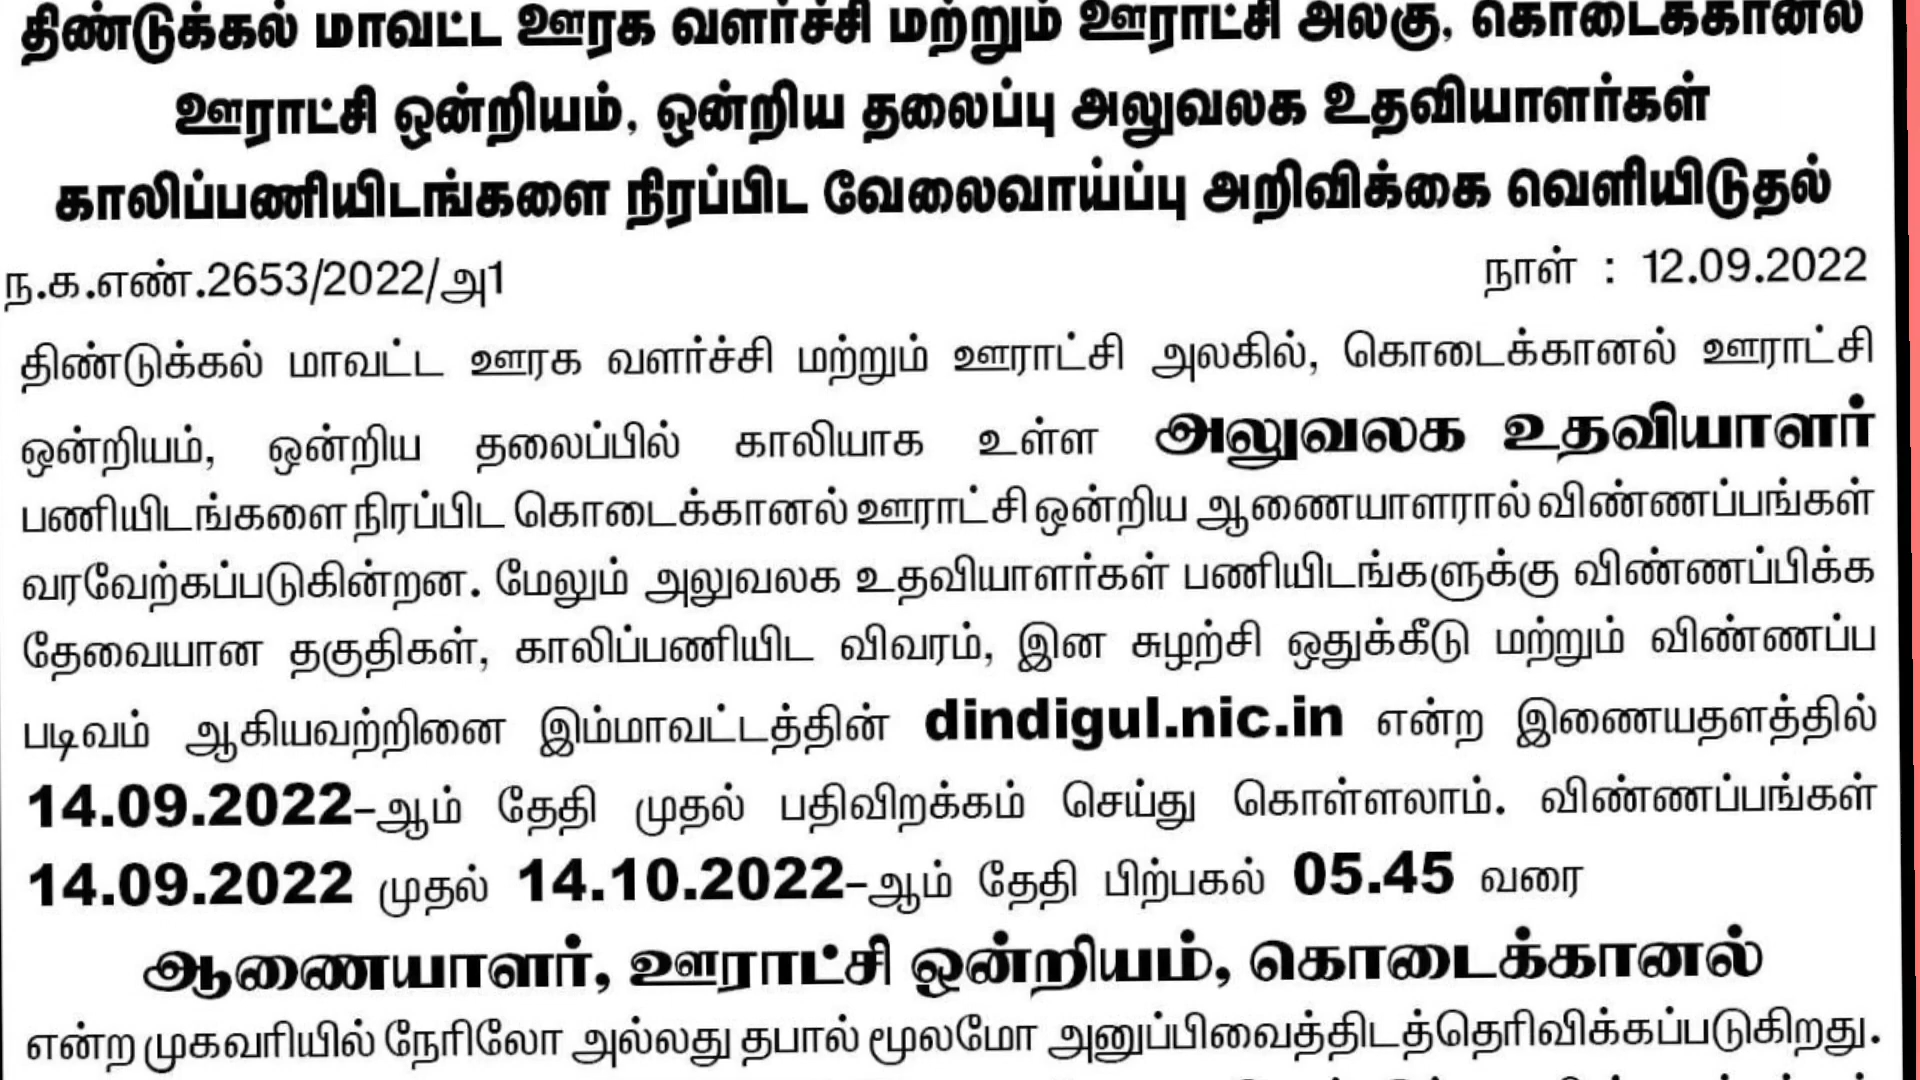 திண்டுக்கல் மாவட்ட ஊரக வளர்ச்சி மற்றும் ஊராட்சி அலகு, கொடைக்கானல்
ஊராட்சி ஒன்றியம், ஒன்றிய தலைப்பு அலுவலக உதவியாளர்கள்
காலிப்பணியிடங்களை நிரப்பிட வேலைவாய்ப்பு அறிவிக்கை வெளியிடுதல்
ந.க.எண்.2653/2022/அ1 நாள் : 12.09.2022
திண்டுக்கல் மாவட்ட ஊரக வளர்ச்சி மற்றும் ஊராட்சி அலகில், கொடைக்கானல் ஊராட்சி
ஒன்றியம், ஒன்றிய தலைப்பில் காலியாக உள்ள அலுவலக உதவியாளர்
பணியிடங்களை நிரப்பிட கொடைக்கானல் ஊராட்சி ஒன்றிய ஆணையாளரால் விண்ணப்பங்கள்
வரவேற்கப்படுகின்றன. மேலும் அலுவலக உதவியாளர்கள் பணியிடங்களுக்கு விண்ணப்பிக்க
தேவையான தகுதிகள், காலிப்பணியிட விவரம், இன சுழற்சி ஒதுக்கீடு மற்றும் விண்ணப்ப
படிவம் ஆகியவற்றினை இம்மாவட்டத்தின் dindigul.nic.in என்ற இணையதளத்தில்
14.09.2022-ஆம் தேதி முதல் பதிவிறக்கம் செய்து கொள்ளலாம். விண்ணப்பங்கள்
14.09.2022 முதல் 14.10.2022-ஆம் தேதி பிற்பகல் 05.45 வரை
ஆணையாளர், ஊராட்சி ஒன்றியம், கொடைக்கானல்
என்ற முகவரியில் நேரிலோ அல்லது தபால் மூலமோ அனுப்பிவைத்திடத்தெரிவிக்கப்படுகிறது.